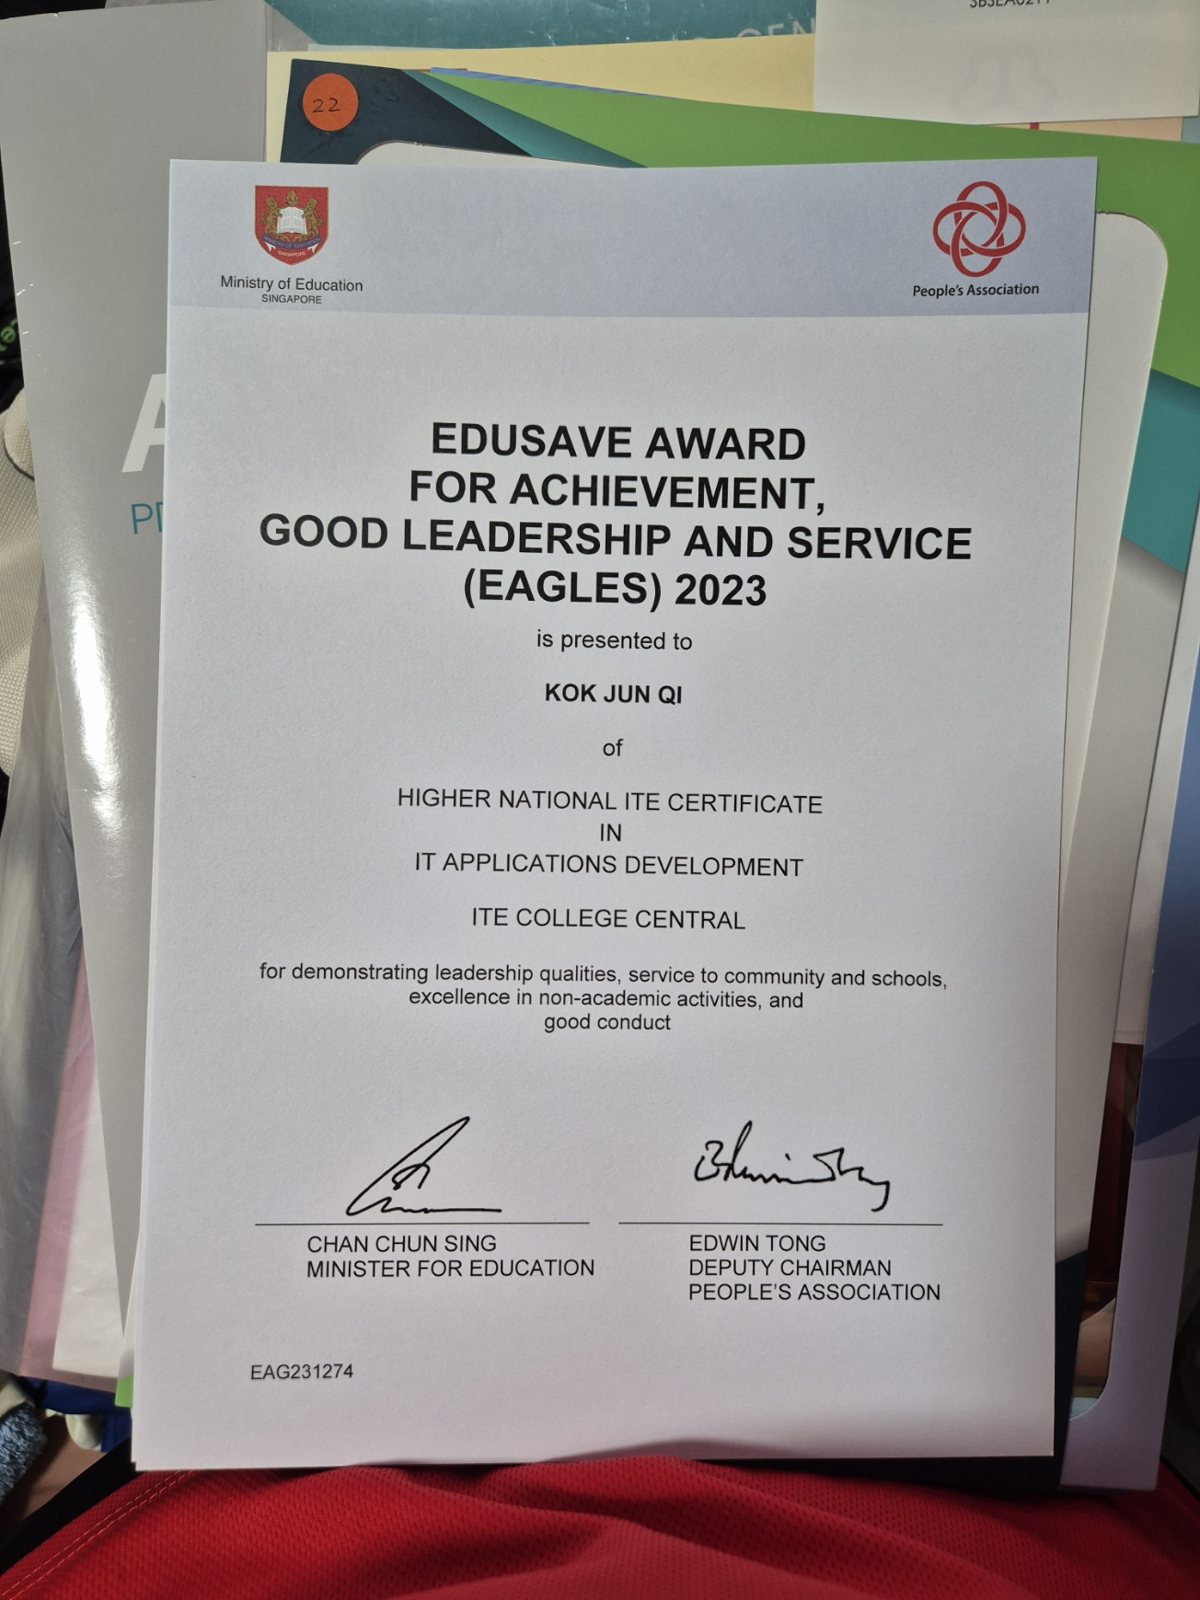 3B3EA0211
22
Ministry of Education
SINGAPORE
People's Association
EDUSAVE AWARD
FOR ACHIEVEMENT,
GOOD LEADERSHIP AND SERVICE
(EAGLES) 2023
is presented to
KOK JUN QI
of
HIGHER NATIONAL ITE CERTIFICATE
IN
IT APPLICATIONS DEVELOPMENT
ITE COLLEGE CENTRAL
for demonstrating leadership qualities, service to community and schools,
excellence in non-academic activities, and
good conduct
CHAN CHUN SING
MINISTER FOR EDUCATION
EDWIN TONG
DEPUTY CHAIRMAN
PEOPLE'S ASSOCIATION
EAG231274